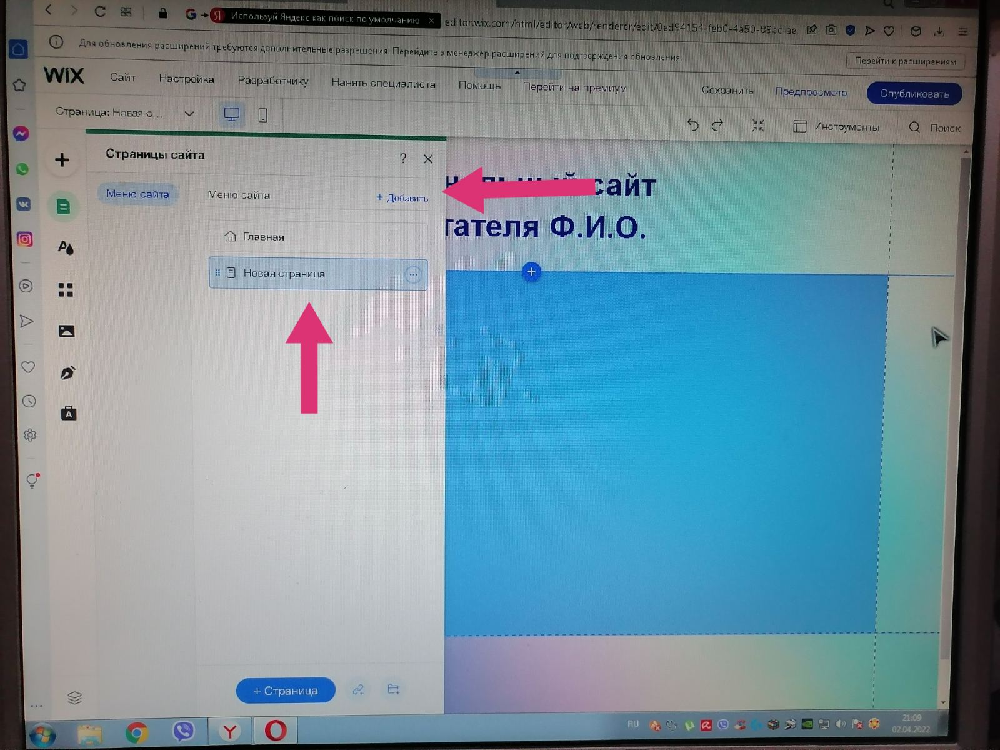 Используй Яндекс как поиск по умолчанию
editor.wix.com/html/editor/web/renderer/edit/0ed94154-feb0-4a50-89ac-ae
Для обновления расширений требуются дополнительные разрешения. Перейдите в менеджер расширений для подтверждения обновления.
Перейти к расширениям
WiX Сайт Настройка Разработчику Нанять специалиста Помощь Перейти на премиум Сохранить Предпросмотр Опубликовать
Страница: Новая с... Инструменты Поиск
Страницы сайта ?
Меню сайта Меню сайта + Добавить
Главная
Новая страница
сайт
гателя Ф.И.О.
+ Страница
RU 21:09
02.04.2022